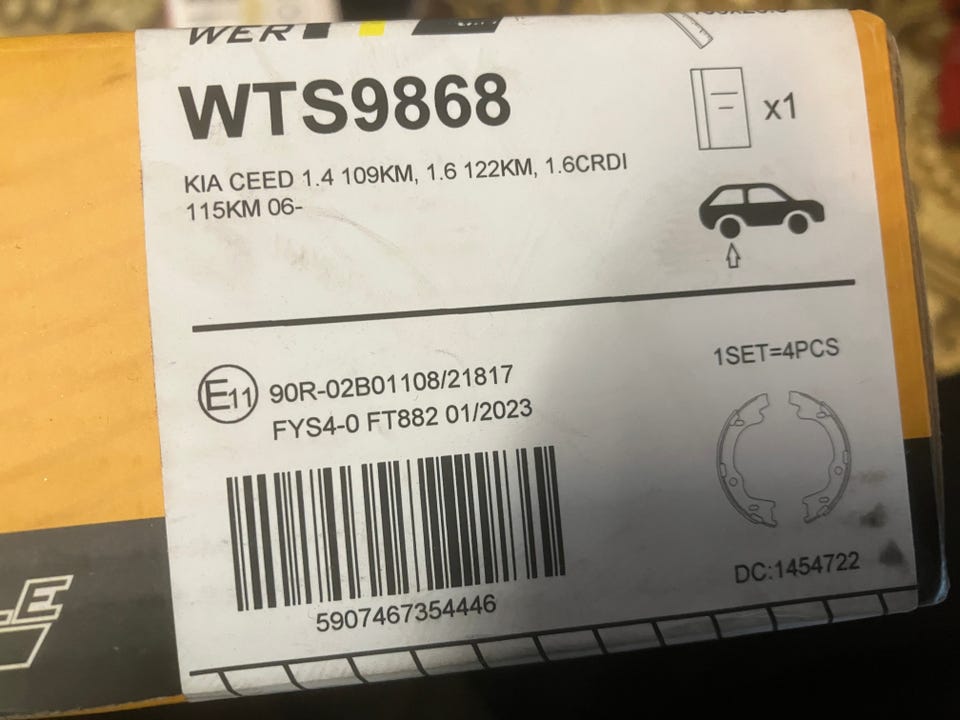 WER
WTS9868
x1
KIA CEED 1.4 109KM, 1.6 122KM, 1.6CRDI
115KM 06-
1SET=4PCS
E11 90R-02B01108/21817
FYS4-0 FT882 01/2023
DC:1454722
5907467354446
LE